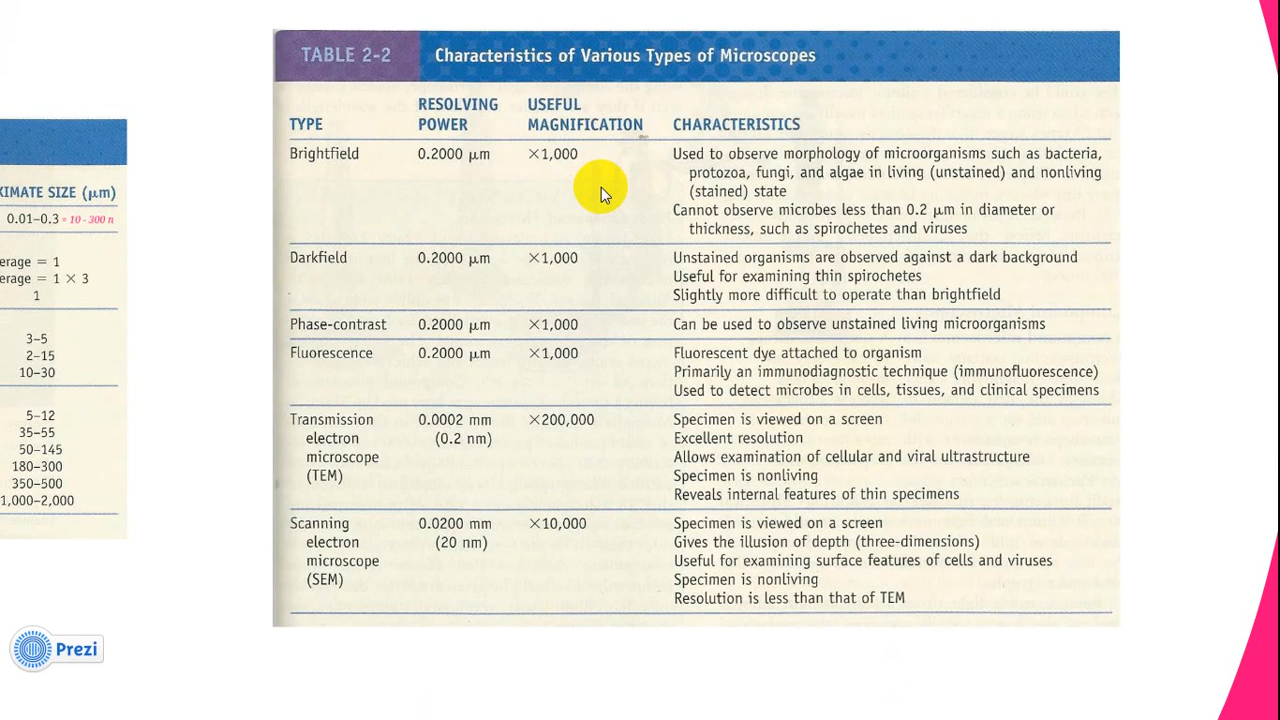 TABLE 2-2 Characteristics of Various Types of Microscopes
TYPE RESOLVING POWER USEFUL MAGNIFICATION CHARACTERISTICS
Brightfield 0.2000 μm ×1,000 Used to observe morphology of microorganisms such as bacteria,
protozoa, fungi, and algae in living (unstained) and nonliving
(stained) state
Cannot observe microbes less than 0.2 μm in diameter or
thickness, such as spirochetes and viruses
Darkfield 0.2000 μm ×1,000 Unstained organisms are observed against a dark background
Useful for examining thin spirochetes
Slightly more difficult to operate than brightfield
Phase-contrast 0.2000 μm ×1,000 Can be used to observe unstained living microorganisms
Fluorescence 0.2000 μm ×1,000 Fluorescent dye attached to organism
Primarily an immunodiagnostic technique (immunofluorescence)
Used to detect microbes in cells, tissues, and clinical specimens
Transmission 0.0002 mm ×200,000 Specimen is viewed on a screen
electron (0.2 nm) Excellent resolution
microscope Allows examination of cellular and viral ultrastructure
(TEM) Specimen is nonliving
Reveals internal features of thin specimens
Scanning 0.0200 mm ×10,000 Specimen is viewed on a screen
electron (20 nm) Gives the illusion of depth (three-dimensions)
microscope Useful for examining surface features of cells and viruses
(SEM) Specimen is nonliving
Resolution is less than that of TEM
XIMATE SIZE (μm)
0.01–0.3 = 10 - 300 n
erage = 1
erage = 1 × 3
1
3–5
2–15
10–30
5–12
35–55
50–145
180–300
350–500
1,000–2,000
Prezi